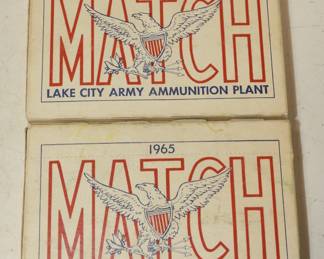 MATCH
LAKE CITY ARMY AMMUNITION PLANT
1965
MATCH